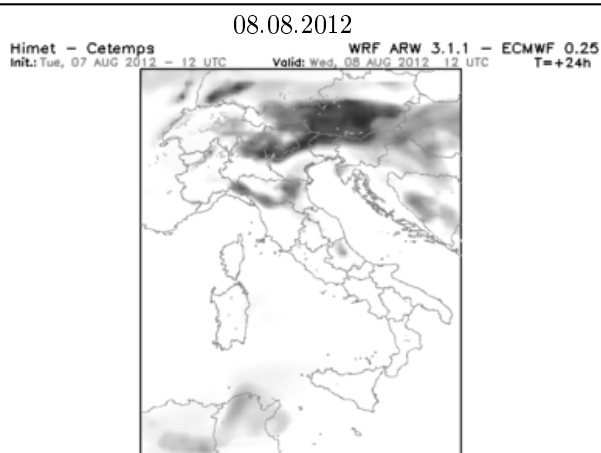 08.08.2012
Himet - Cetemps WRF ARW 3.1.1 - ECMWF 0.25
Init.: Tue, 07 AUG 2012 - 12 UTC Valid: Wed, 08 AUG 2012 12 UTC T=+24h